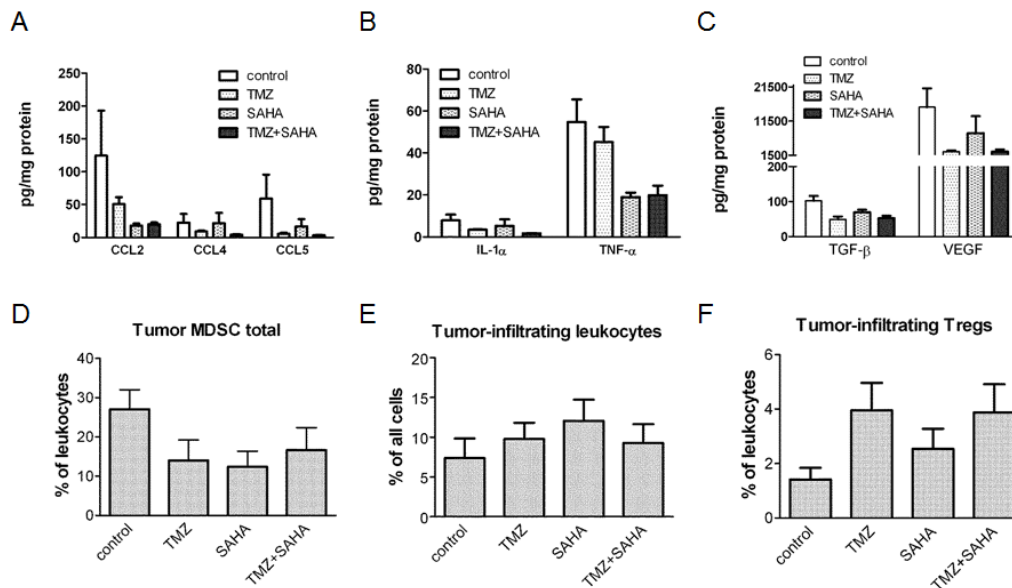 A
pg/mg protein
250
200
150
100
50
0
control
TMZ
SAHA
TMZ+SAHA
CCL2 CCL4 CCL5
B
pg/mg protein
80
60
40
20
0
control
TMZ
SAHA
TMZ+SAHA
IL-1α TNF-α
C
pg/mg protein
21500
11500
1500
200
100
0
control
TMZ
SAHA
TMZ+SAHA
TGF-β VEGF
D
Tumor MDSC total
% of leukocytes
40
30
20
10
0
control TMZ SAHA TMZ+SAHA
E
Tumor-infiltrating leukocytes
% of all cells
20
15
10
5
0
control TMZ SAHA TMZ+SAHA
F
Tumor-infiltrating Tregs
% of leukocytes
6
4
2
0
control TMZ SAHA TMZ+SAHA